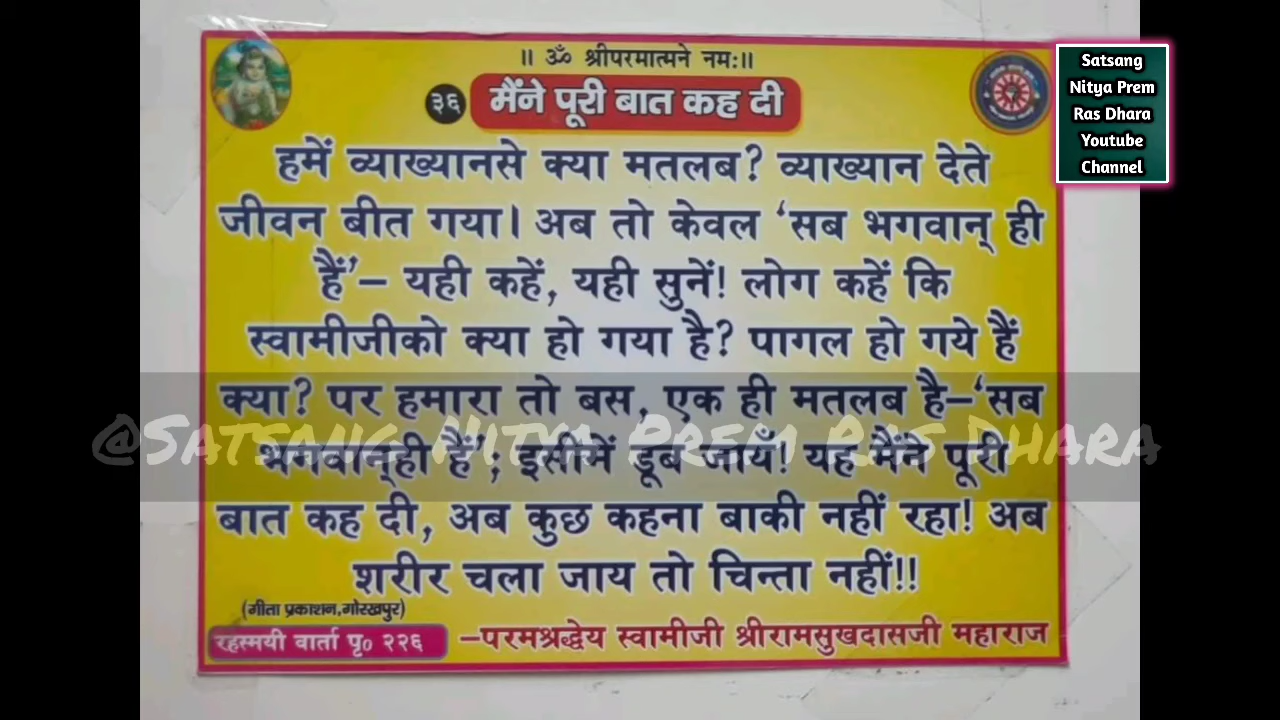 ॥ ॐ श्रीपरमात्मने नमः॥
३६ मैंने पूरी बात कह दी
हमें व्याख्यानसे क्या मतलब? व्याख्यान देते
जीवन बीत गया। अब तो केवल ‘सब भगवान् ही
हैं’– यही कहें, यही सुनें! लोग कहें कि
स्वामीजीको क्या हो गया है? पागल हो गये हैं
क्या? पर हमारा तो बस, एक ही मतलब है–‘सब
भगवान्ही हैं’; इसीमें डूब जायँ! यह मैंने पूरी
बात कह दी, अब कुछ कहना बाकी नहीं रहा! अब
शरीर चला जाय तो चिन्ता नहीं!!
(गीता प्रकाशन,गोरखपुर)
रहस्मयी वार्ता पृ० २२६
–परमश्रद्धेय स्वामीजी श्रीरामसुखदासजी महाराज
Satsang
Nitya Prem
Ras Dhara
Youtube
Channel
@Satsang Nitya Prem Ras Dhara